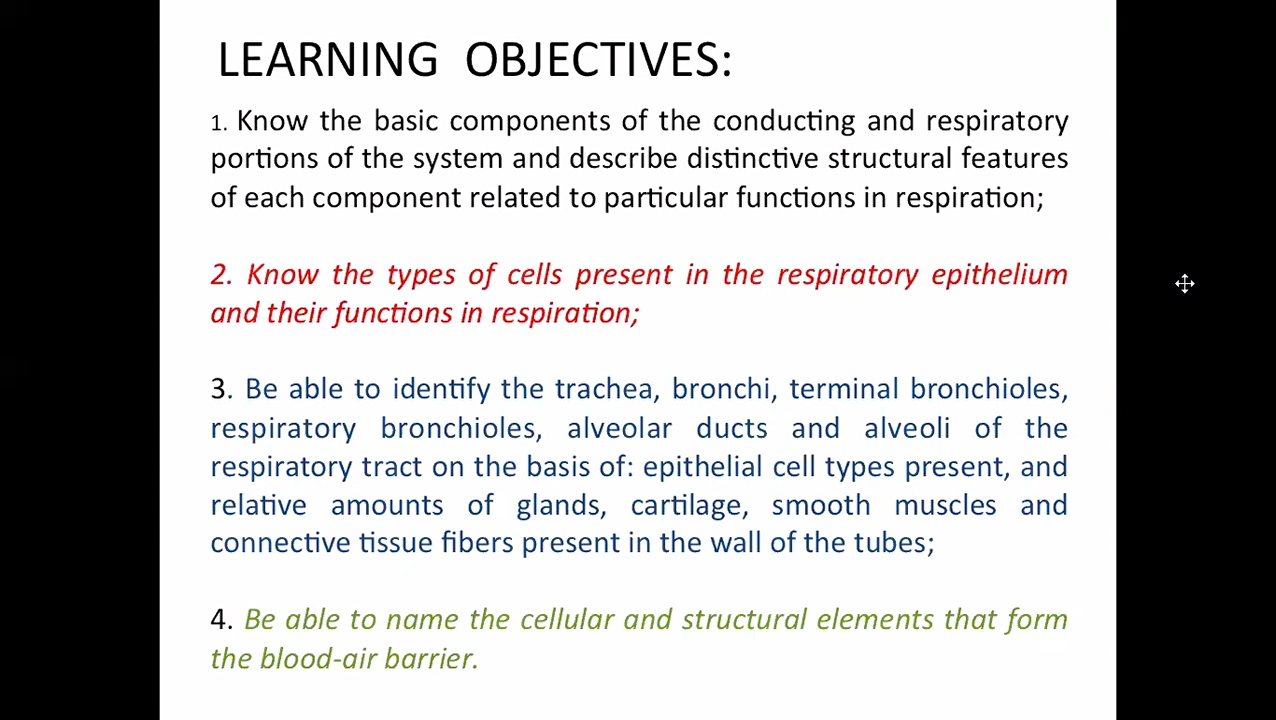 LEARNING OBJECTIVES:
1. Know the basic components of the conducting and respiratory
portions of the system and describe distinctive structural features
of each component related to particular functions in respiration;
2. Know the types of cells present in the respiratory epithelium
and their functions in respiration;
3. Be able to identify the trachea, bronchi, terminal bronchioles,
respiratory bronchioles, alveolar ducts and alveoli of the
respiratory tract on the basis of: epithelial cell types present, and
relative amounts of glands, cartilage, smooth muscles and
connective tissue fibers present in the wall of the tubes;
4. Be able to name the cellular and structural elements that form
the blood-air barrier.